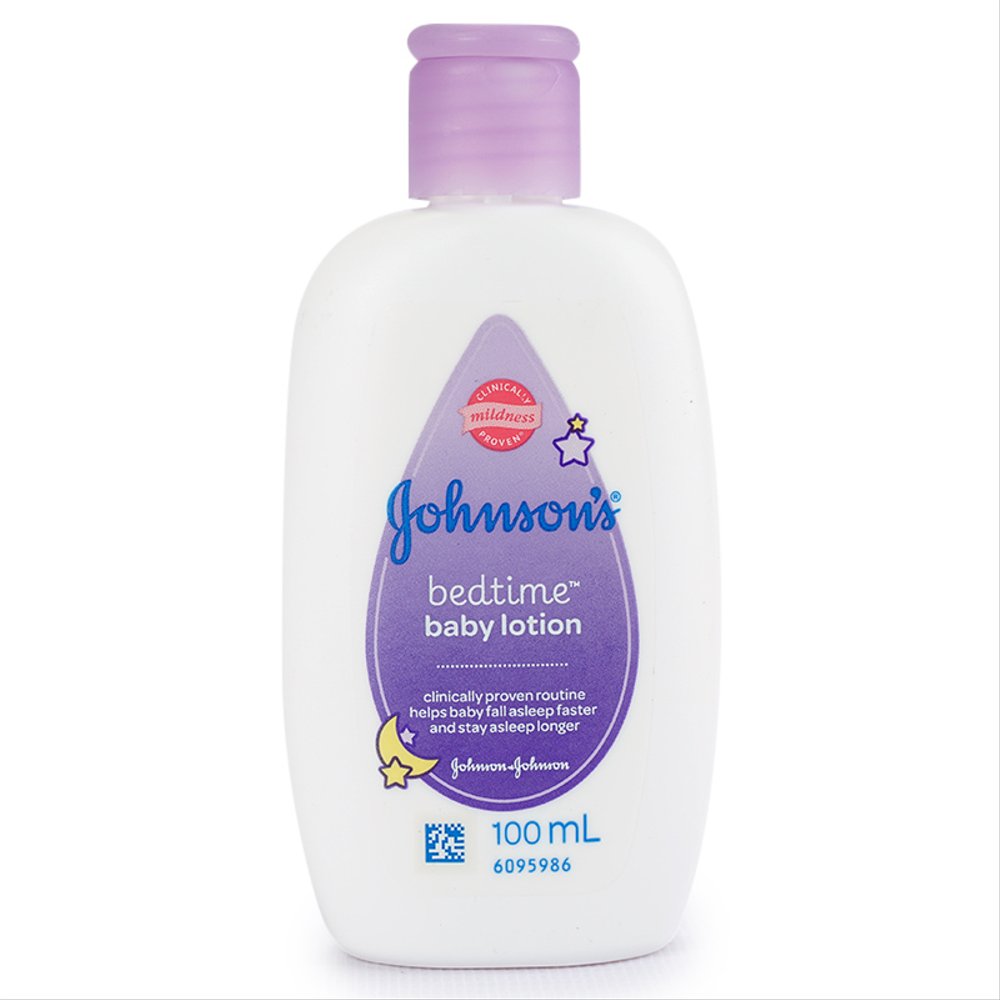 CLINICALLY
mildness
PROVEN®
Johnson's®
bedtime™
baby lotion
clinically proven routine
helps baby fall asleep faster
and stay asleep longer
Johnson+Johnson
100 mL
6095986